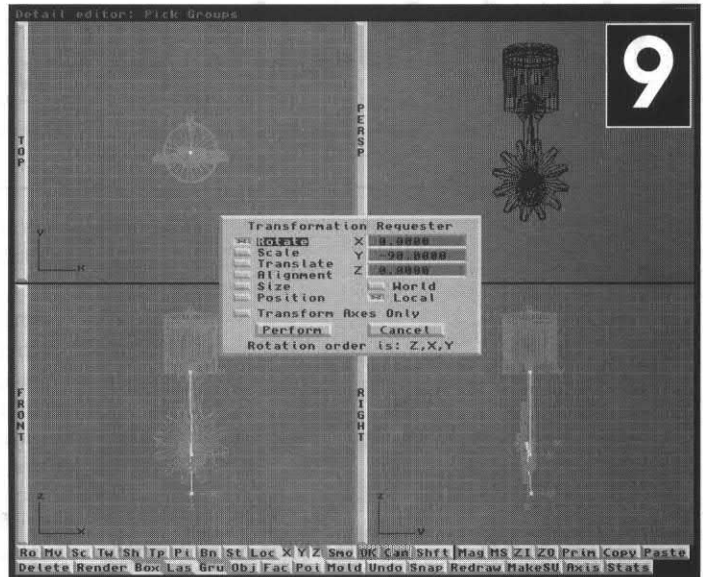 Detail editor: Pick Groups
9
TOP
PERSP
Y
X
Transformation Requester
Rotate X 0.0000
Scale Y -90.0000
Translate Z 0.0000
Alignment
Size World
Position Local
Transform Axes Only
Perform Cancel
Rotation order is: Z,X,Y
FRONT
RIGHT
Z
X
Z
Y
Ro Mv Sc Tw Sh Tp Pi Bn St Loc X Y Z Smo OK Can Shft Mag MS ZI ZO Prim Copy Paste
Delete Render Box Las Gru Obj Fac Poi Mold Undo Snap Redraw MakeSU Axis Stats